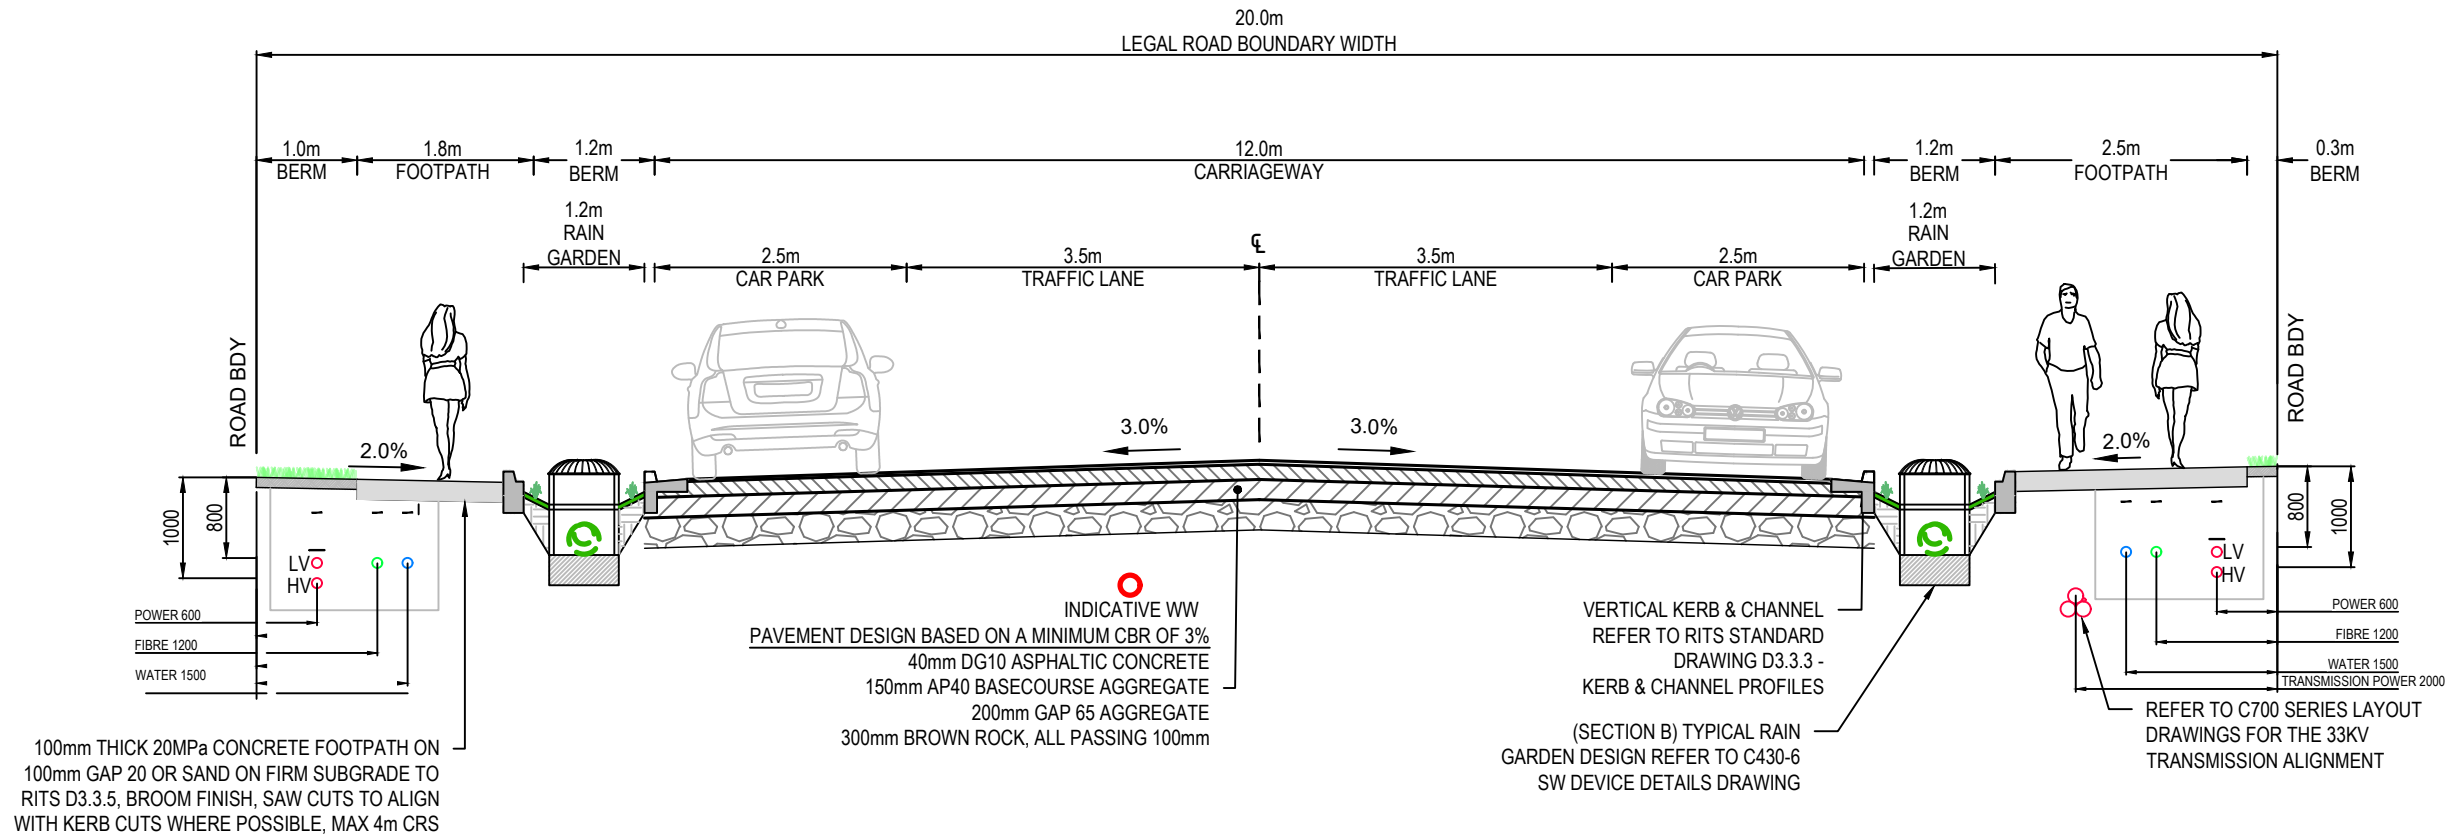 20.0m
LEGAL ROAD BOUNDARY WIDTH
1.0m
BERM
1.8m
FOOTPATH
1.2m
BERM
12.0m
CARRIAGEWAY
1.2m
BERM
2.5m
FOOTPATH
0.3m
BERM
1.2m
RAIN
GARDEN
2.5m
CAR PARK
3.5m
TRAFFIC LANE
℄
3.5m
TRAFFIC LANE
2.5m
CAR PARK
1.2m
RAIN
GARDEN
ROAD BDY
ROAD BDY
2.0%
3.0%
3.0%
2.0%
1000
800
LV
HV
800
1000
LV
HV
POWER 600
FIBRE 1200
WATER 1500
POWER 600
FIBRE 1200
WATER 1500
TRANSMISSION POWER 2000
INDICATIVE WW
PAVEMENT DESIGN BASED ON A MINIMUM CBR OF 3%
40mm DG10 ASPHALTIC CONCRETE
150mm AP40 BASECOURSE AGGREGATE
200mm GAP 65 AGGREGATE
300mm BROWN ROCK, ALL PASSING 100mm
VERTICAL KERB & CHANNEL
REFER TO RITS STANDARD
DRAWING D3.3.3 -
KERB & CHANNEL PROFILES
(SECTION B) TYPICAL RAIN
GARDEN DESIGN REFER TO C430-6
SW DEVICE DETAILS DRAWING
REFER TO C700 SERIES LAYOUT
DRAWINGS FOR THE 33KV
TRANSMISSION ALIGNMENT
100mm THICK 20MPa CONCRETE FOOTPATH ON
100mm GAP 20 OR SAND ON FIRM SUBGRADE TO
RITS D3.3.5, BROOM FINISH, SAW CUTS TO ALIGN
WITH KERB CUTS WHERE POSSIBLE, MAX 4m CRS